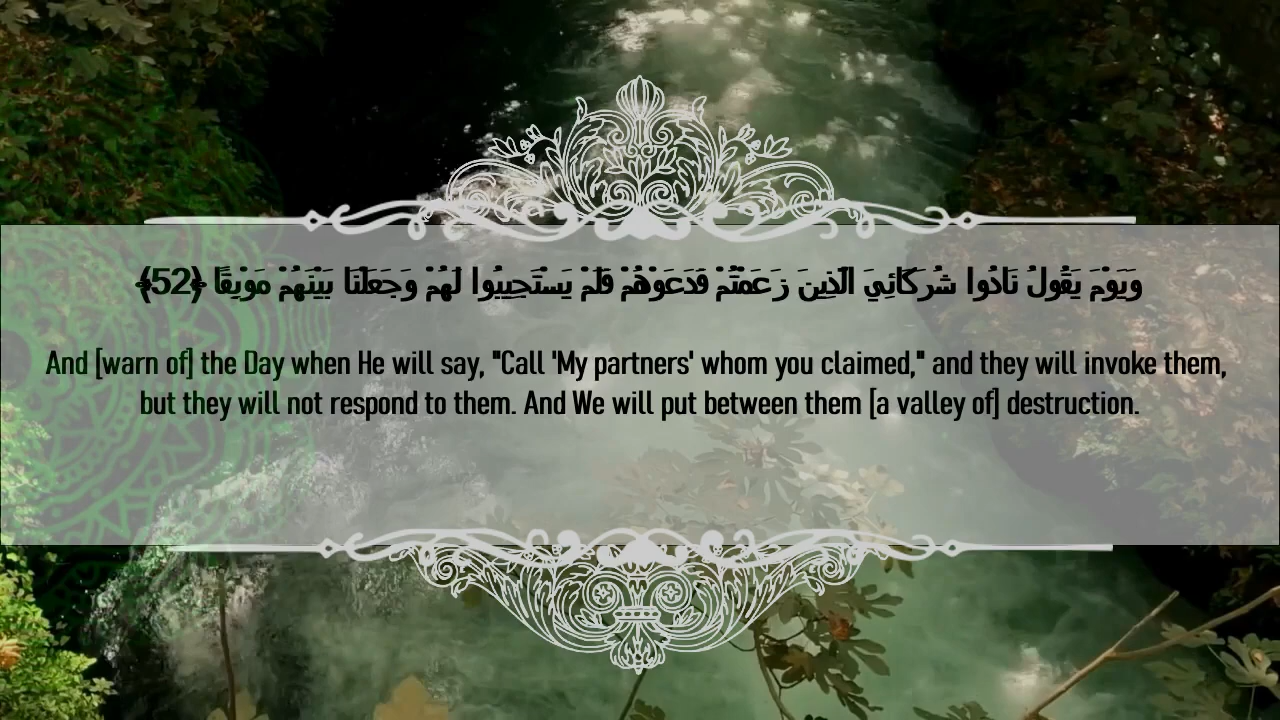 وَيَوْمَ يَقُولُ نَادُوا شُرَكَائِيَ الَّذِينَ زَعَمْتُمْ فَدَعَوْهُمْ فَلَمْ يَسْتَجِيبُوا لَهُمْ وَجَعَلْنَا بَيْنَهُمْ مَوْبِقًا ﴿52﴾
And [warn of] the Day when He will say, "Call 'My partners' whom you claimed," and they will invoke them,
but they will not respond to them. And We will put between them [a valley of] destruction.